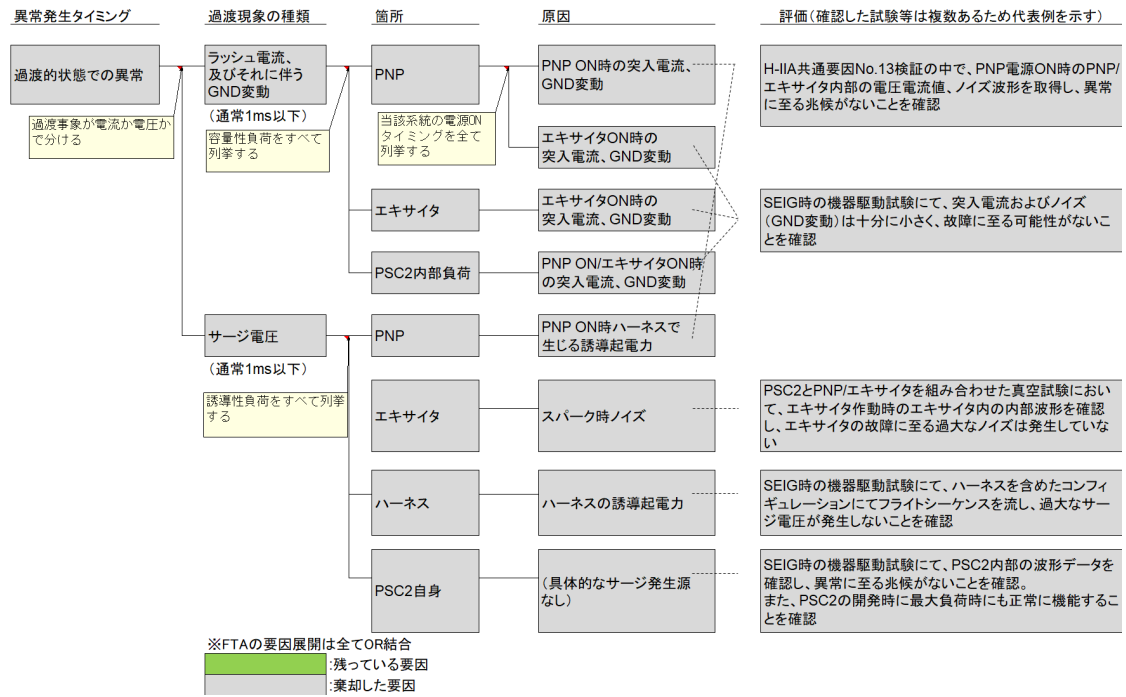 異常発生タイミング
過渡現象の種類
箇所
原因
評価(確認した試験等は複数あるため代表例を示す)
過渡的状態での異常
過渡事象が電流か電圧か
で分ける
ラッシュ電流、
及びそれに伴う
GND変動
(通常1ms以下)
容量性負荷をすべて
列挙する
PNP
当該系統の電源ON
タイミングを全て
列挙する
PNP ON時の突入電流、
GND変動
H-IIA共通要因No.13検証の中で、PNP電源ON時のPNP/
エキサイタ内部の電圧電流値、ノイズ波形を取得し、異常
に至る兆候がないことを確認
エキサイタON時の
突入電流、GND変動
エキサイタ
エキサイタON時の
突入電流、GND変動
SEIG時の機器駆動試験にて、突入電流およびノイズ
(GND変動)は十分に小さく、故障に至る可能性がないこ
とを確認
PSC2内部負荷
PNP ON/エキサイタON時
の突入電流、GND変動
サージ電圧
(通常1ms以下)
誘導性負荷をすべて列挙
する
PNP
PNP ON時ハーネスで
生じる誘導起電力
エキサイタ
スパーク時ノイズ
PSC2とPNP/エキサイタを組み合わせた真空試験におい
て、エキサイタ作動時のエキサイタ内の内部波形を確認
し、エキサイタの故障に至る過大なノイズは発生していな
い
ハーネス
ハーネスの誘導起電力
SEIG時の機器駆動試験にて、ハーネスを含めたコンフィ
ギュレーションにてフライトシーケンスを流し、過大なサー
ジ電圧が発生しないことを確認
PSC2自身
(具体的なサージ発生源
なし)
SEIG時の機器駆動試験にて、PSC2内部の波形データを
確認し、異常に至る兆候がないことを確認。
また、PSC2の開発時に最大負荷時にも正常に機能するこ
とを確認
※FTAの要因展開は全てOR結合
:残っている要因
:棄却した要因